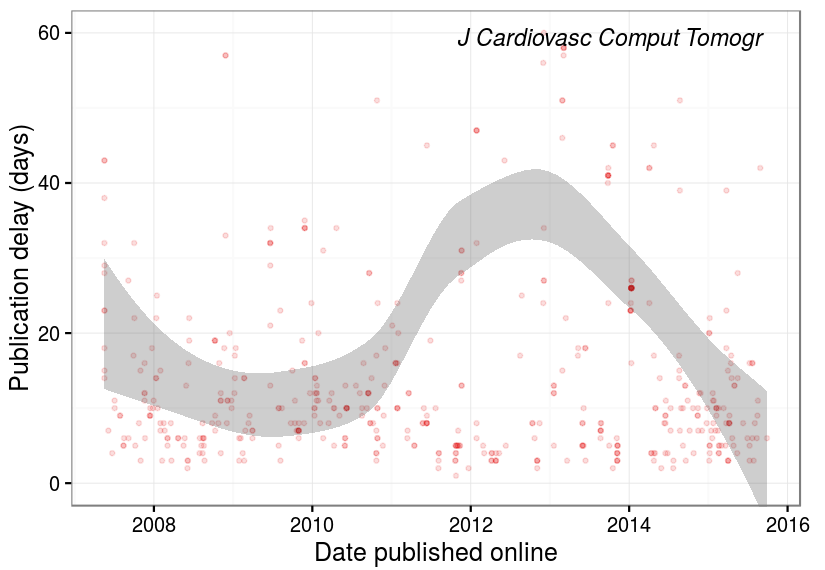 J Cardiovasc Comput Tomogr
Publication delay (days)
60
40
20
0
2008 2010 2012 2014 2016
Date published online